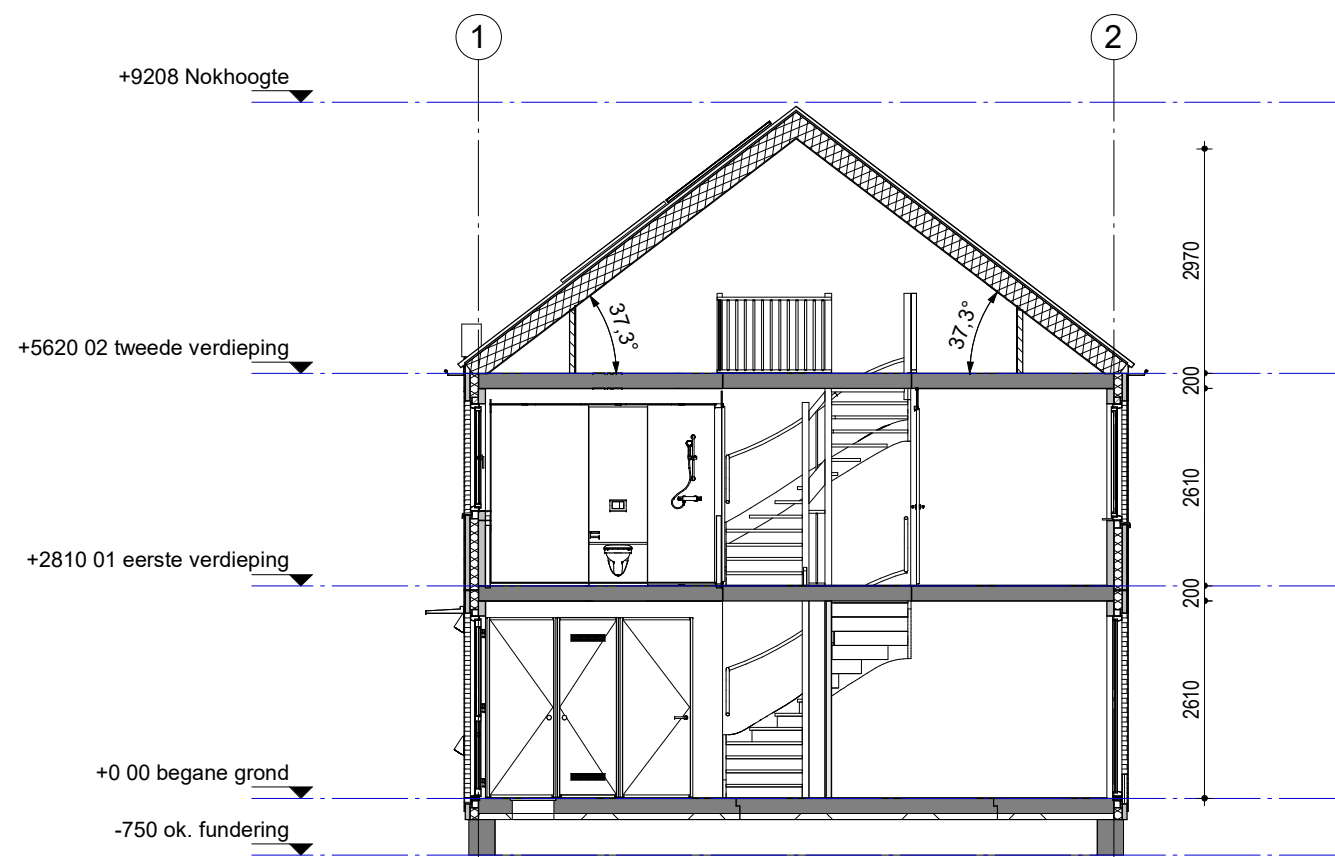 1
2
+9208 Nokhoogte
2970
37,3°
37,3°
+5620 02 tweede verdieping
200
2610
+2810 01 eerste verdieping
200
2610
+0 00 begane grond
-750 ok. fundering